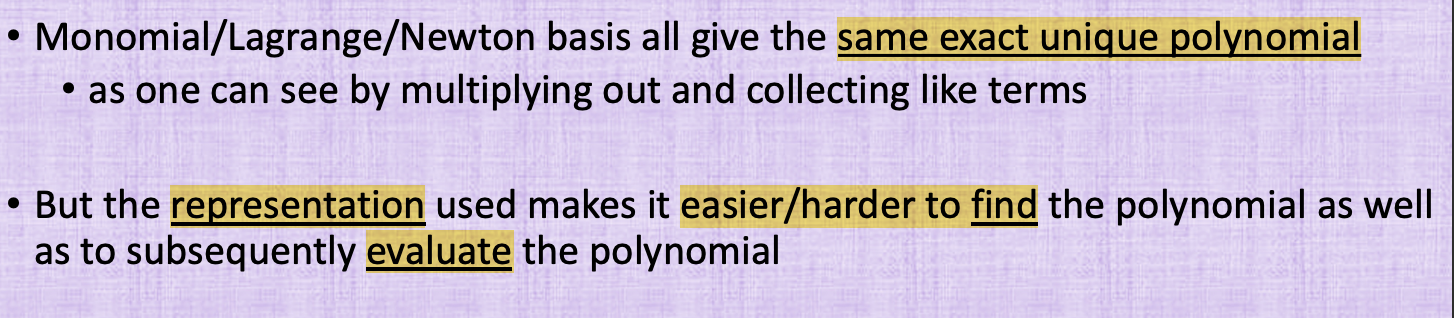 • Monomial/Lagrange/Newton basis all give the same exact unique polynomial
• as one can see by multiplying out and collecting like terms
• But the representation used makes it easier/harder to find the polynomial as well
as to subsequently evaluate the polynomial